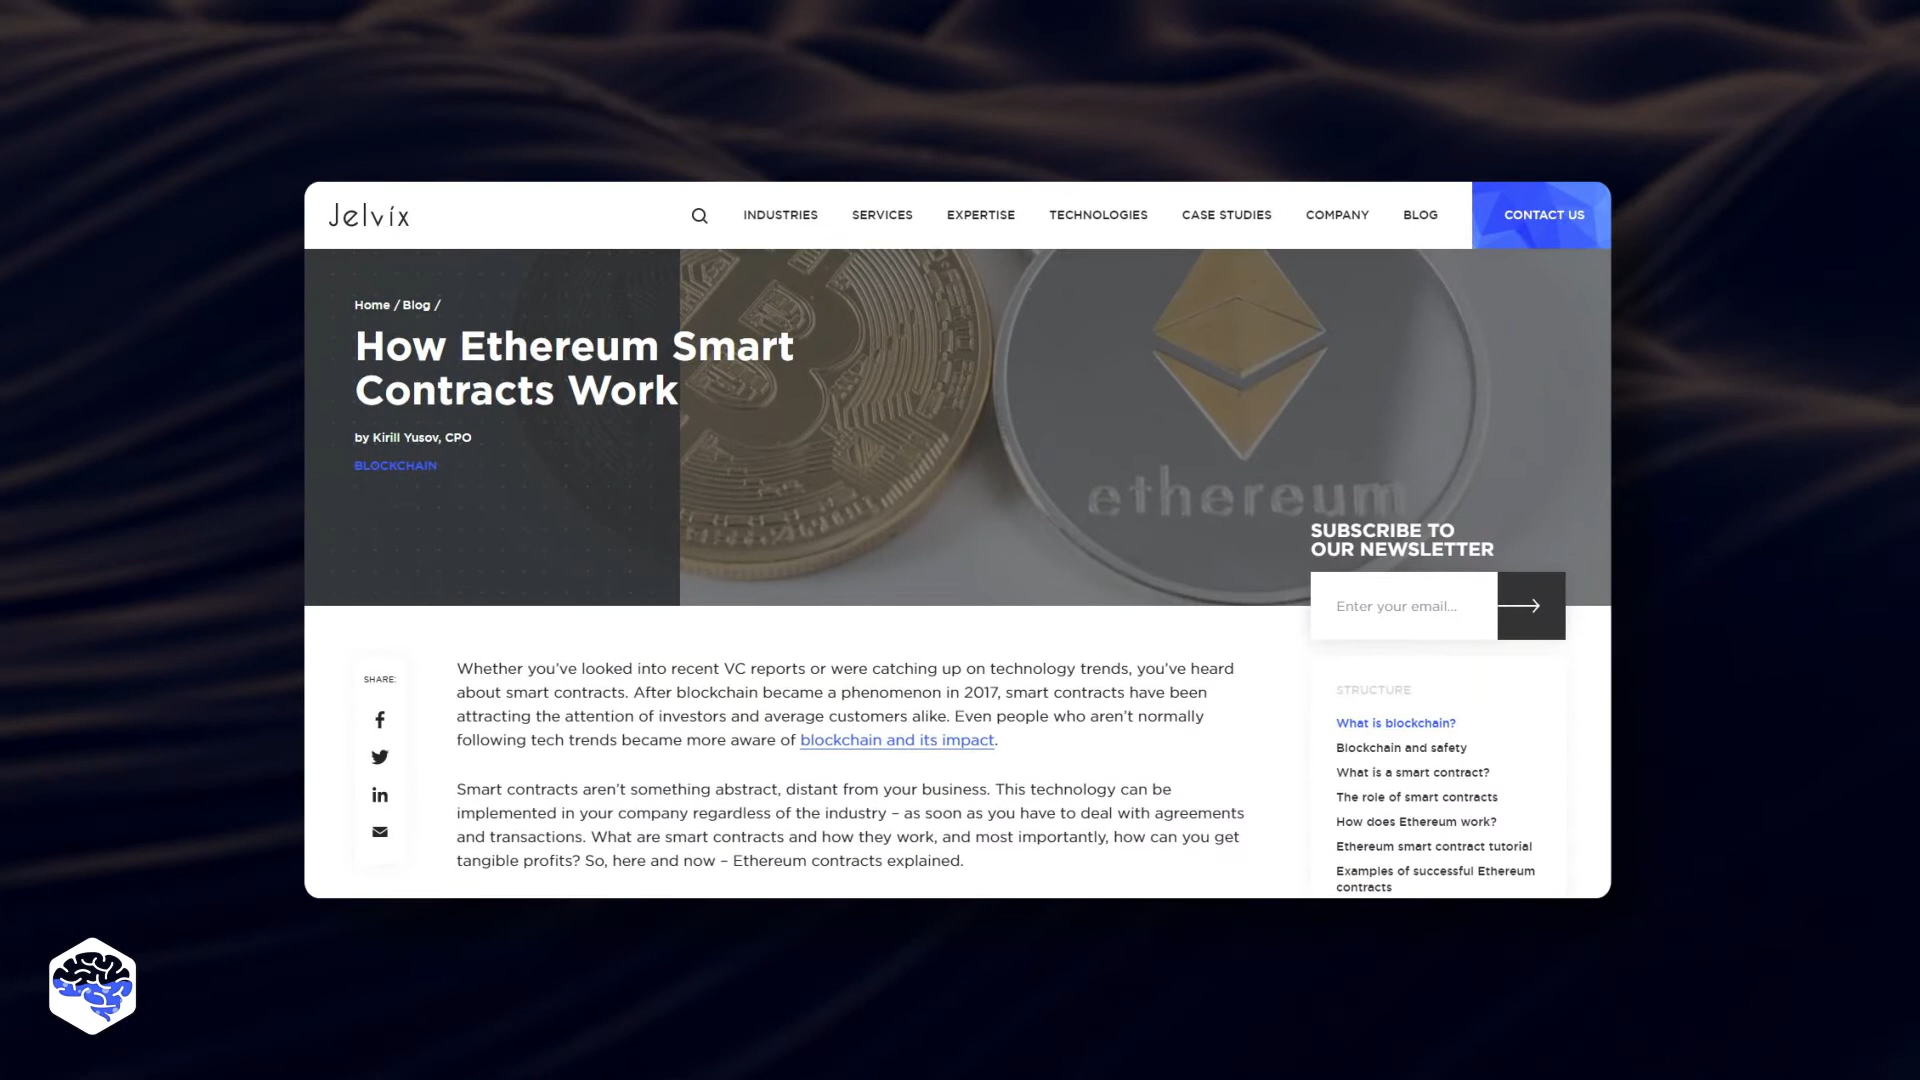 Jelvix
INDUSTRIES
SERVICES
EXPERTISE
TECHNOLOGIES
CASE STUDIES
COMPANY
BLOG
CONTACT US
Home / Blog /
How Ethereum Smart
Contracts Work
by Kirill Yusov, CPO
BLOCKCHAIN
ethereum
SUBSCRIBE TO
OUR NEWSLETTER
Enter your email...
SHARE:
Whether you've looked into recent VC reports or were catching up on technology trends, you've heard
about smart contracts. After blockchain became a phenomenon in 2017, smart contracts have been
attracting the attention of investors and average customers alike. Even people who aren't normally
following tech trends became more aware of blockchain and its impact.
Smart contracts aren't something abstract, distant from your business. This technology can be
implemented in your company regardless of the industry – as soon as you have to deal with agreements
and transactions. What are smart contracts and how they work, and most importantly, how can you get
tangible profits? So, here and now – Ethereum contracts explained.
STRUCTURE
What is blockchain?
Blockchain and safety
What is a smart contract?
The role of smart contracts
How does Ethereum work?
Ethereum smart contract tutorial
Examples of successful Ethereum
contracts